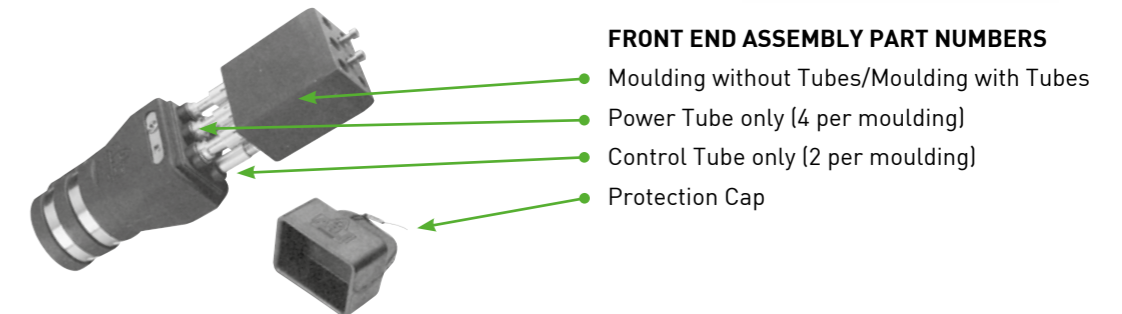 FRONT END ASSEMBLY PART NUMBERS
Moulding without Tubes/Moulding with Tubes
Power Tube only (4 per moulding)
Control Tube only (2 per moulding)
Protection Cap